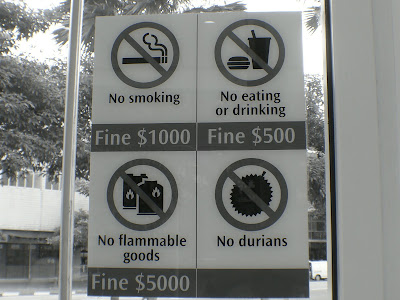 No smoking
Fine $1000
No eating
or drinking
Fine $500
No flammable
goods
Fine $5000
No durians